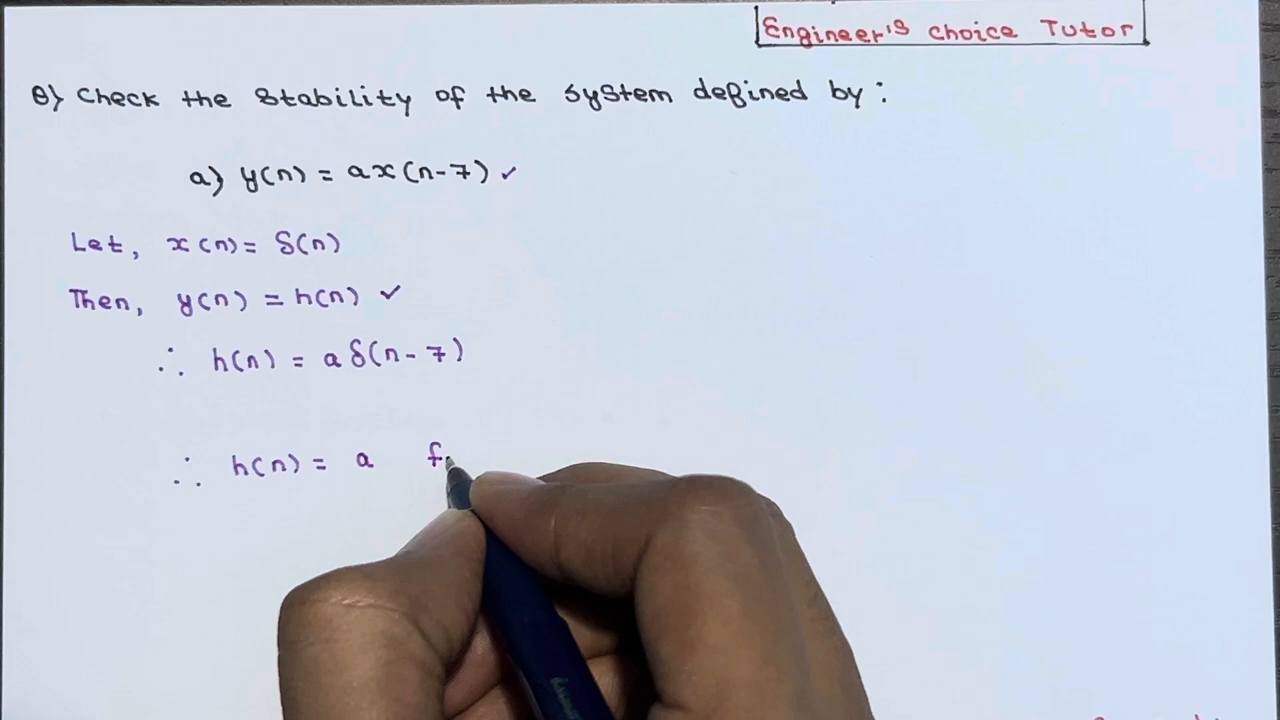 Engineer's choice Tutor
Q) Check the stability of the system defined by :
a) y(n) = ax(n-7) ✓
Let, x(n) = δ(n)
Then, y(n) = h(n) ✓
∴ h(n) = a δ(n-7)
∴ h(n) = a f